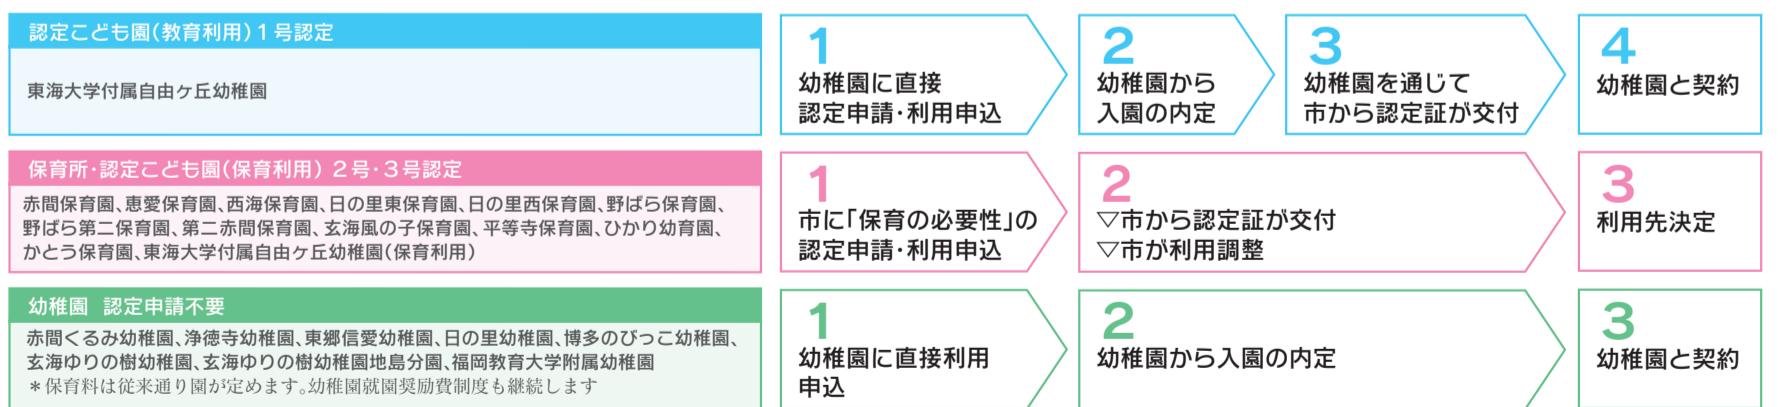 認定こども園(教育利用)1号認定
東海大学付属自由ヶ丘幼稚園
1
幼稚園に直接
認定申請・利用申込
2
幼稚園から
入園の内定
3
幼稚園を通じて
市から認定証が交付
4
幼稚園と契約
保育所・認定こども園(保育利用) 2号・3号認定
赤間保育園、恵愛保育園、西海保育園、日の里東保育園、日の里西保育園、野ばら保育園、
野ばら第二保育園、第二赤間保育園、玄海風の子保育園、平等寺保育園、ひかり幼育園、
かとう保育園、東海大学付属自由ヶ丘幼稚園(保育利用)
1
市に「保育の必要性」の
認定申請・利用申込
2
▽市から認定証が交付
▽市が利用調整
3
利用先決定
幼稚園 認定申請不要
赤間くるみ幼稚園、浄徳寺幼稚園、東郷信愛幼稚園、日の里幼稚園、博多のびっこ幼稚園、
玄海ゆりの樹幼稚園、玄海ゆりの樹幼稚園地島分園、福岡教育大学附属幼稚園
＊保育料は従来通り園が定めます。幼稚園就園奨励費制度も継続します
1
幼稚園に直接利用
申込
2
幼稚園から入園の内定
3
幼稚園と契約